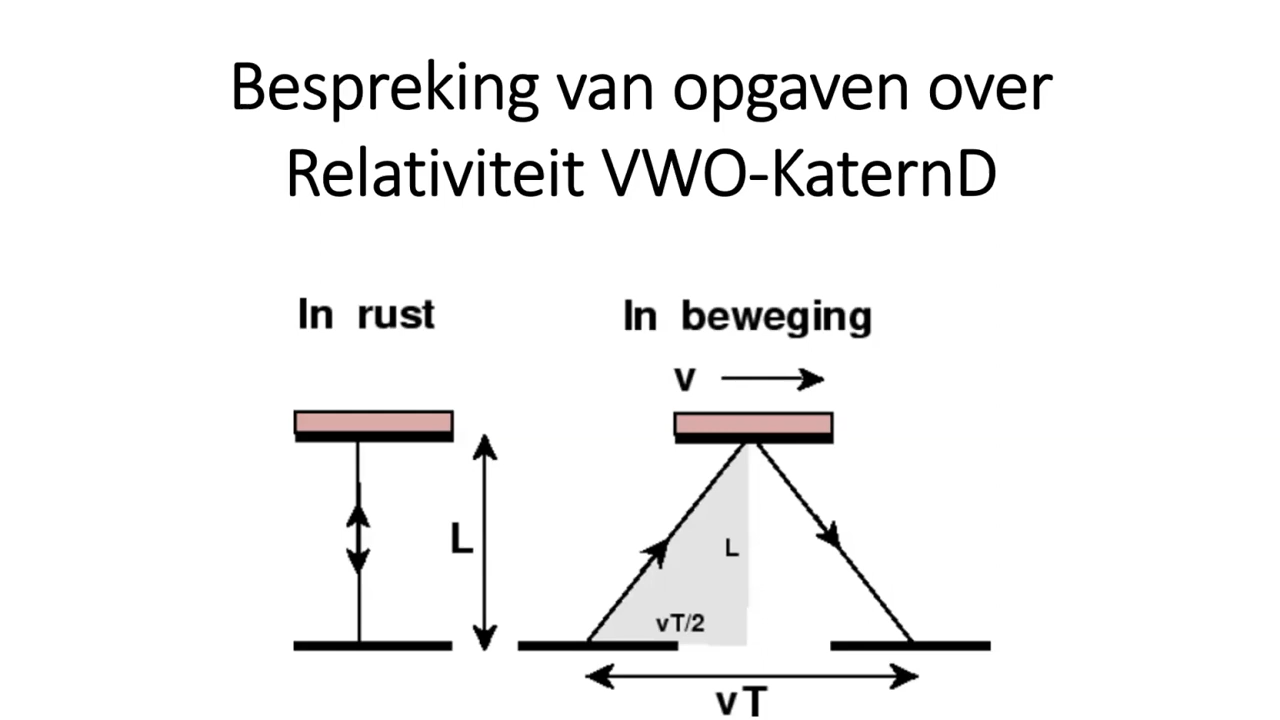 Bespreking van opgaven over
Relativiteit VWO-KaternD
In rust
In beweging
v
L
L
vT/2
vT